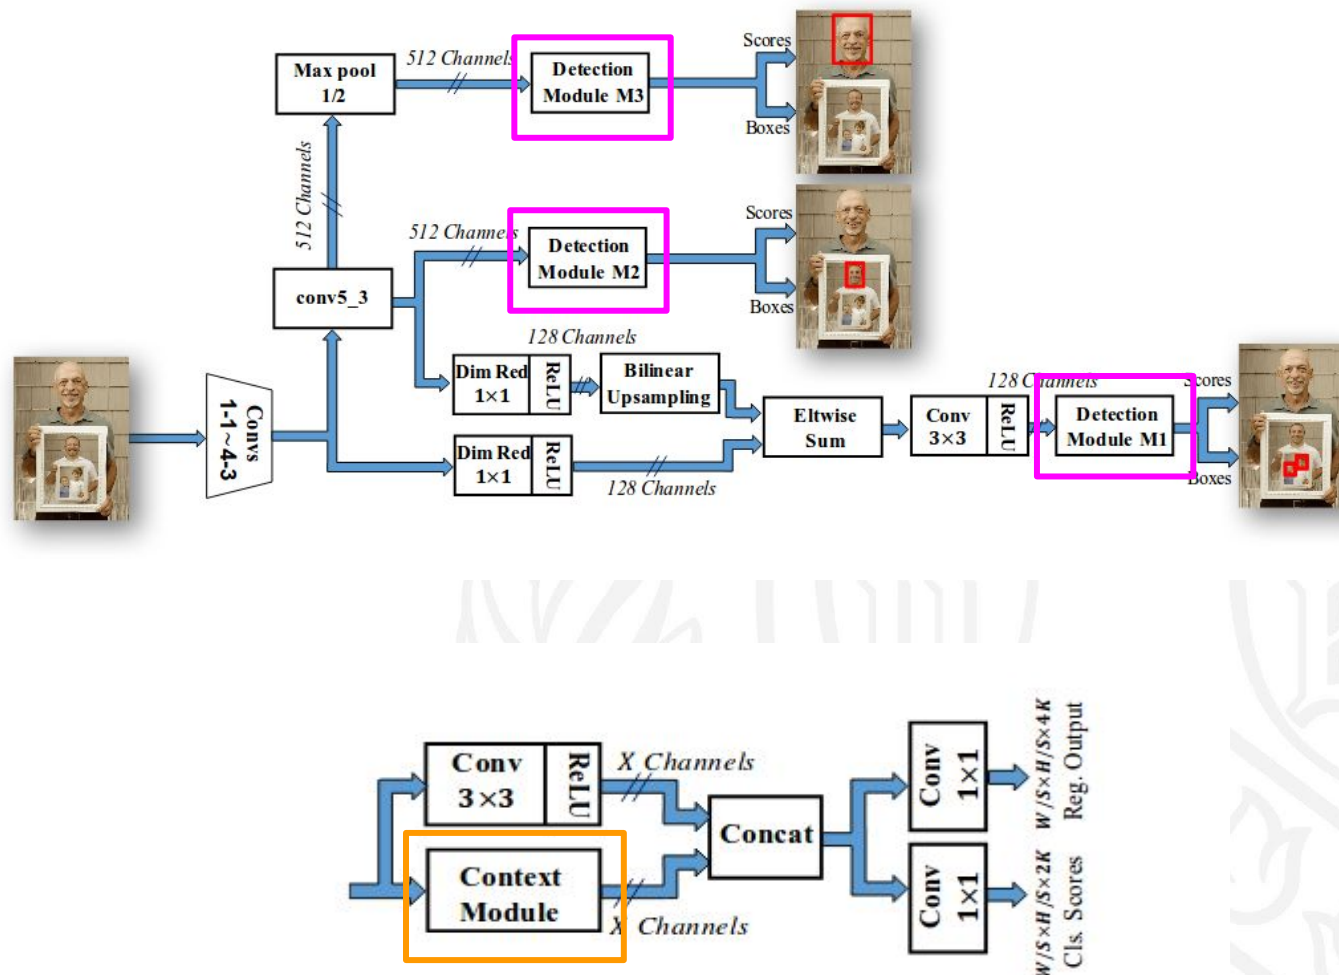 512 Channels
Max pool
1/2
Detection
Module M3
Scores
Boxes
512 Channels
512 Channels
Detection
Module M2
Scores
Boxes
conv5_3
128 Channels
Dim Red
1×1
ReLU
Bilinear
Upsampling
Convs
1-1~4-3
Dim Red
1×1
ReLU
128 Channels
Eltwise
Sum
Conv
3×3
ReLU
128 Channels
Detection
Module M1
Scores
Boxes
Conv
3×3
ReLU
X Channels
Context
Module
X Channels
Concat
Conv
1×1
W/S×H/S×4K
Reg. Output
Conv
1×1
W/S×H/S×2K
Cls. Scores